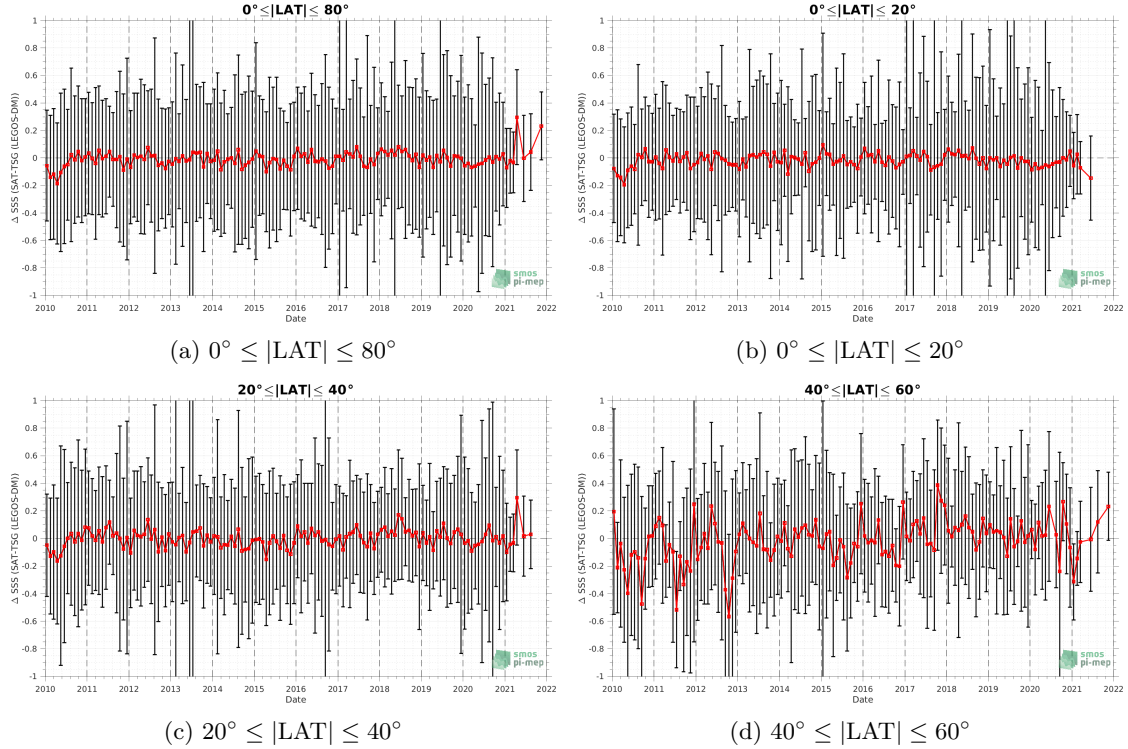 0°≤|LAT|≤ 80°
Δ SSS (SAT-TSG (LEGOS-DM))
1
0.8
0.6
0.4
0.2
0
-0.2
-0.4
-0.6
-0.8
-1
2010 2011 2012 2013 2014 2015 2016 2017 2018 2019 2020 2021 2022
Date
smos
pi-mep
(a) 0° ≤ |LAT| ≤ 80°
0°≤|LAT|≤ 20°
Δ SSS (SAT-TSG (LEGOS-DM))
1
0.8
0.6
0.4
0.2
0
-0.2
-0.4
-0.6
-0.8
-1
2010 2011 2012 2013 2014 2015 2016 2017 2018 2019 2020 2021 2022
Date
smos
pi-mep
(b) 0° ≤ |LAT| ≤ 20°
20°≤|LAT|≤ 40°
Δ SSS (SAT-TSG (LEGOS-DM))
1
0.8
0.6
0.4
0.2
0
-0.2
-0.4
-0.6
-0.8
-1
2010 2011 2012 2013 2014 2015 2016 2017 2018 2019 2020 2021 2022
Date
smos
pi-mep
(c) 20° ≤ |LAT| ≤ 40°
40°≤|LAT|≤ 60°
Δ SSS (SAT-TSG (LEGOS-DM))
1
0.8
0.6
0.4
0.2
0
-0.2
-0.4
-0.6
-0.8
-1
2010 2011 2012 2013 2014 2015 2016 2017 2018 2019 2020 2021 2022
Date
smos
pi-mep
(d) 40° ≤ |LAT| ≤ 60°